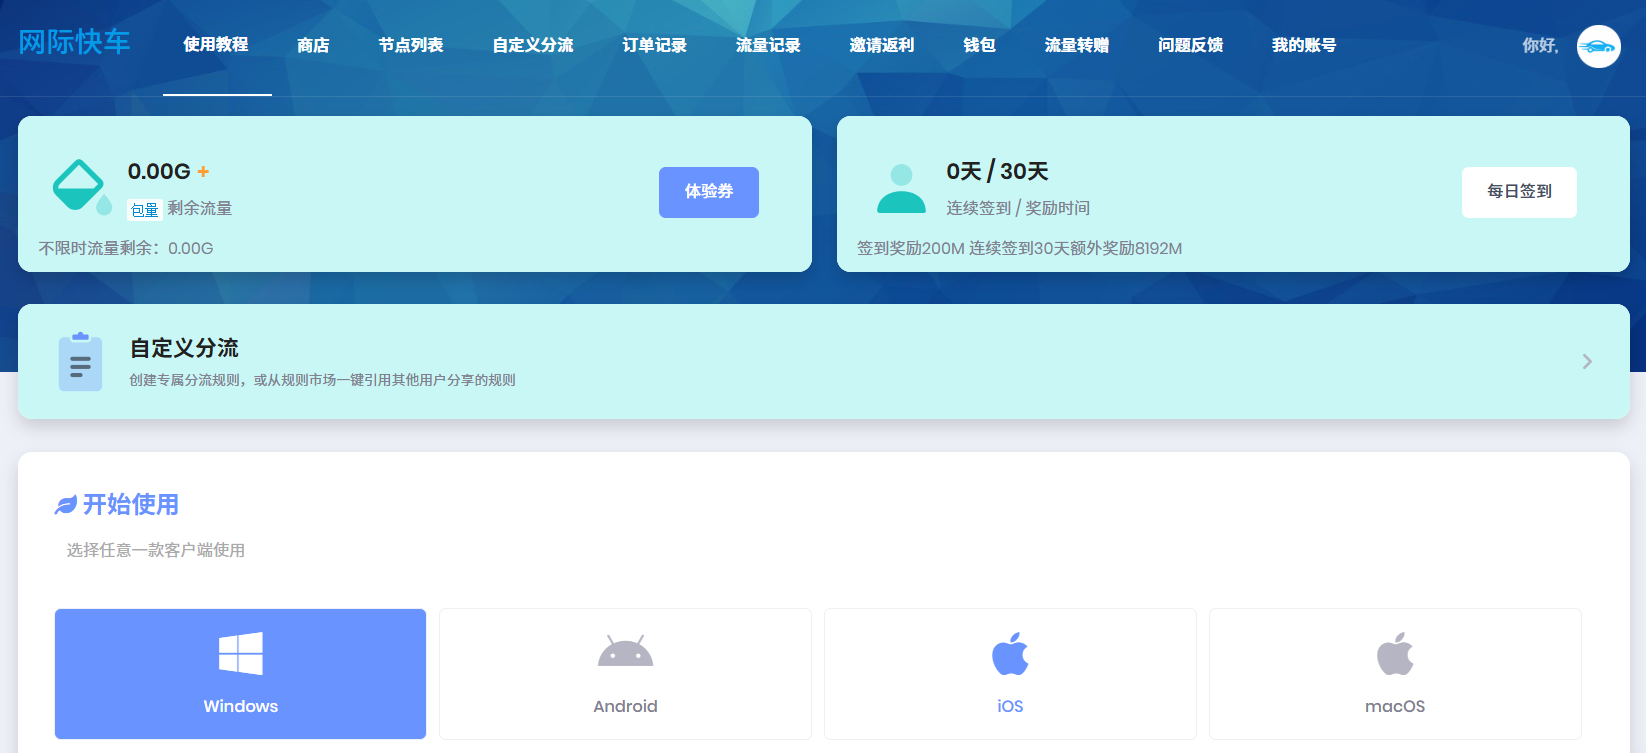 网际快车
使用教程 商店 节点列表 自定义分流 订单记录 流量记录 邀请返利 钱包 流量转赠 问题反馈 我的账号 你好,
0.00G +
包量 剩余流量
体验券
不限时流量剩余：0.00G
0天 / 30天
连续签到 / 奖励时间
每日签到
签到奖励200M 连续签到30天额外奖励8192M
自定义分流
创建专属分流规则，或从规则市场一键引用其他用户分享的规则
开始使用
选择任意一款客户端使用
Windows Android iOS macOS